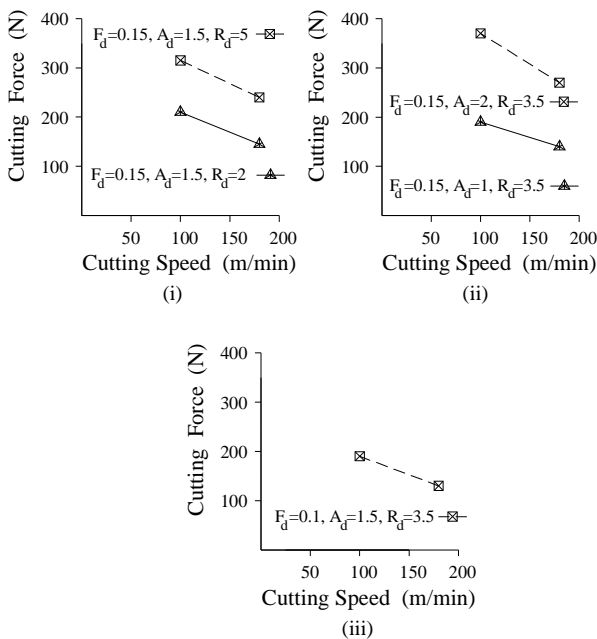 400
300
200
100
Cutting Force (N)
F_d=0.15, A_d=1.5, R_d=5
F_d=0.15, A_d=1.5, R_d=2
50 100 150 200
Cutting Speed (m/min)
(i)
400
300
200
100
Cutting Force (N)
F_d=0.15, A_d=2, R_d=3.5
F_d=0.15, A_d=1, R_d=3.5
50 100 150 200
Cutting Speed (m/min)
(ii)
400
300
200
100
Cutting Force (N)
F_d=0.1, A_d=1.5, R_d=3.5
50 100 150 200
Cutting Speed (m/min)
(iii)